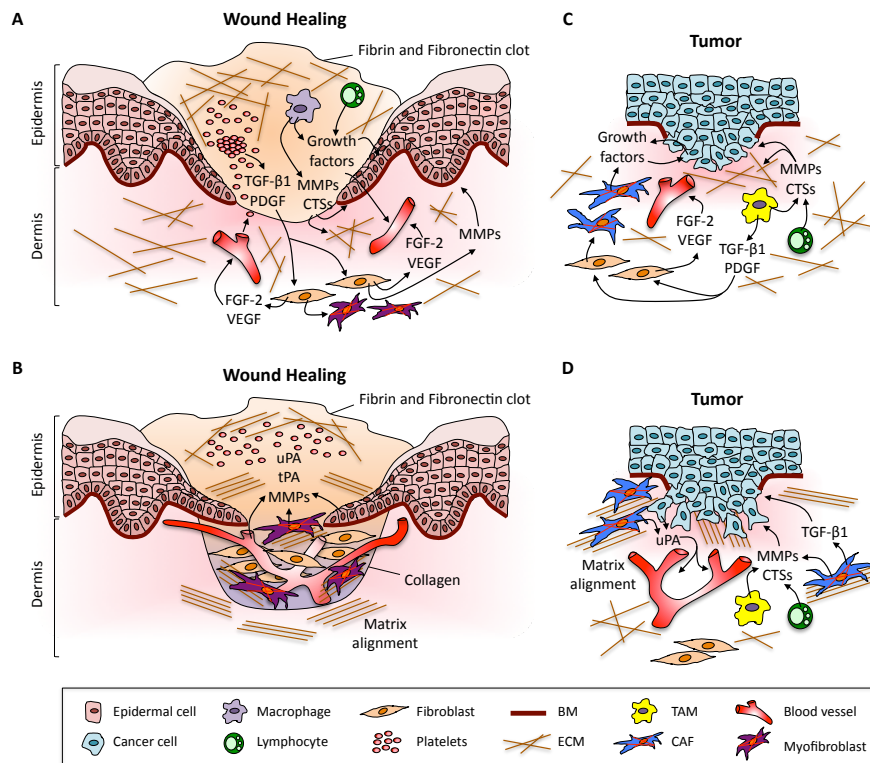 A
Wound Healing
Fibrin and Fibronectin clot
Epidermis
Dermis
Growth
factors
TGF-β1
PDGF
MMPs
CTSs
FGF-2
VEGF
MMPs
FGF-2
VEGF
C
Tumor
Growth
factors
MMPs
CTSs
FGF-2
VEGF
TGF-β1
PDGF
B
Wound Healing
Fibrin and Fibronectin clot
Epidermis
Dermis
uPA
tPA
MMPs
Collagen
Matrix
alignment
D
Tumor
uPA
TGF-β1
Matrix
alignment
MMPs
CTSs
Epidermal cell
Macrophage
Fibroblast
BM
TAM
Blood vessel
Cancer cell
Lymphocyte
Platelets
ECM
CAF
Myofibroblast